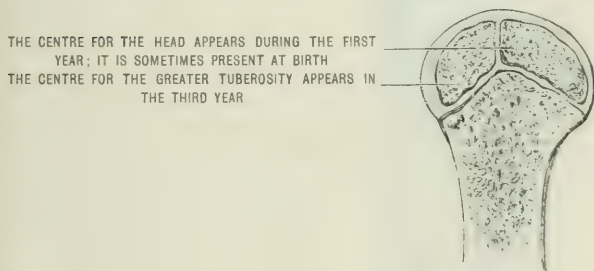 THE CENTRE FOR THE HEAD APPEARS DURING THE FIRST
YEAR; IT IS SOMETIMES PRESENT AT BIRTH
THE CENTRE FOR THE GREATER TUBEROSITY APPEARS IN
THE THIRD YEAR